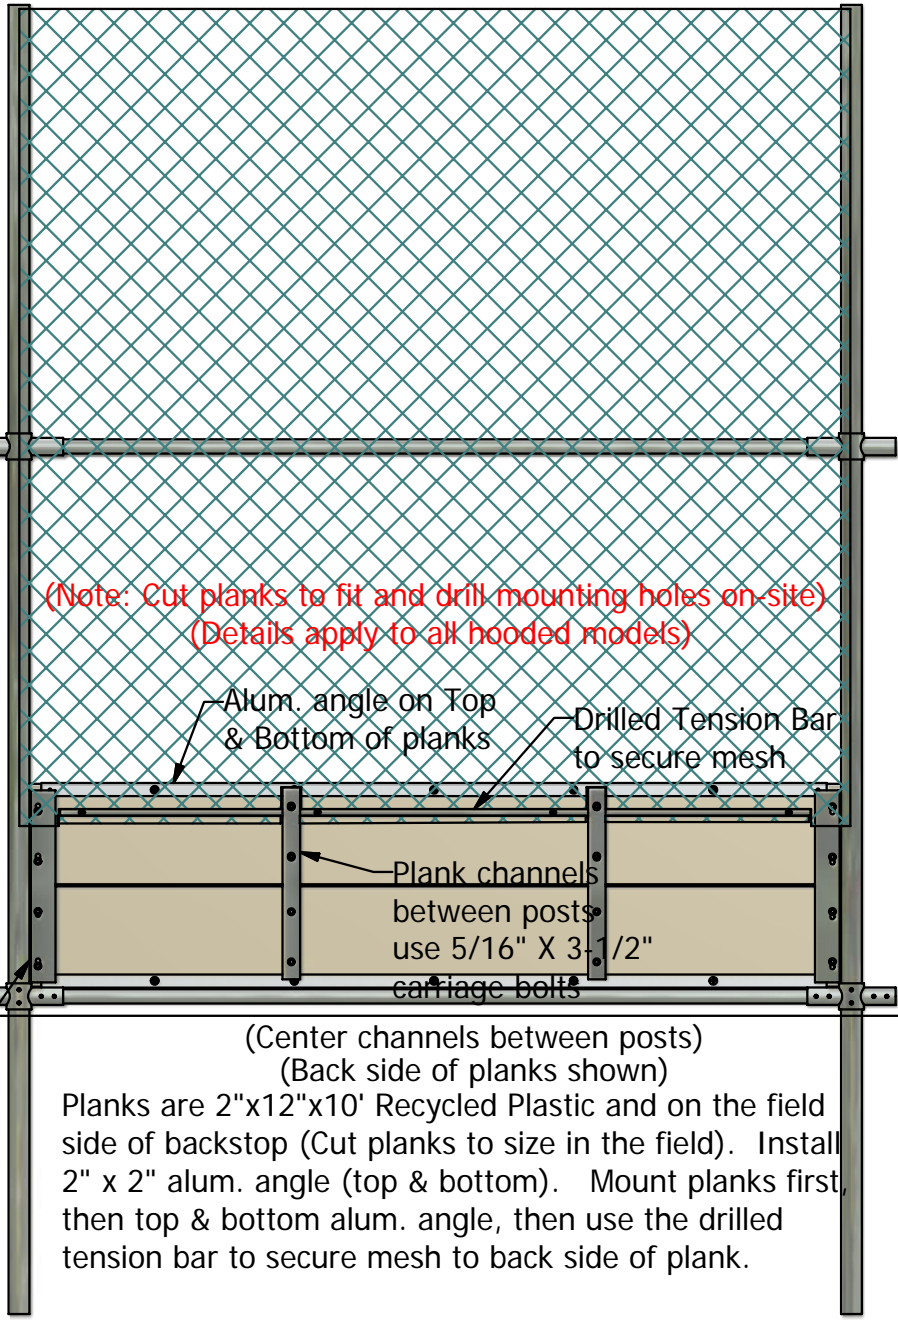 (Note: Cut planks to fit and drill mounting holes on-site)
(Details apply to all hooded models)
Alum. angle on Top
& Bottom of planks
Drilled Tension Bar
to secure mesh
Plank channels
between posts
use 5/16" X 3-1/2"
carriage bolts
(Center channels between posts)
(Back side of planks shown)
Planks are 2"x12"x10' Recycled Plastic and on the field
side of backstop (Cut planks to size in the field). Install
2" x 2" alum. angle (top & bottom). Mount planks first,
then top & bottom alum. angle, then use the drilled
tension bar to secure mesh to back side of plank.